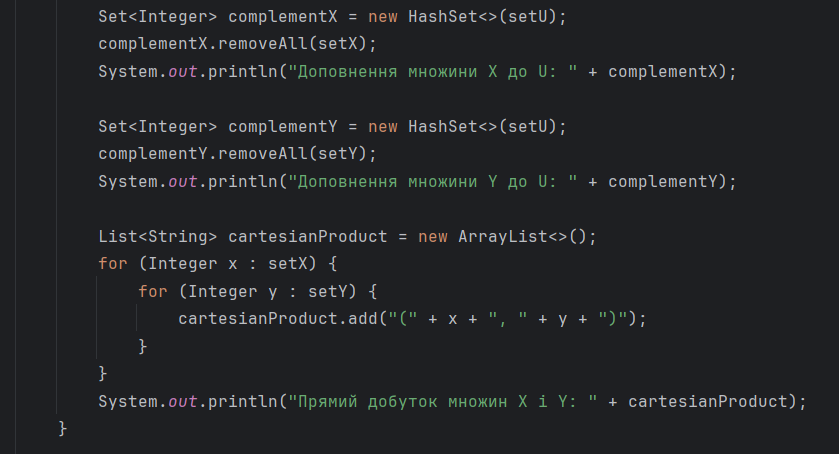 Set<Integer> complementX = new HashSet<>(setU);
complementX.removeAll(setX);
System.out.println("Доповнення множини X до U: " + complementX);
Set<Integer> complementY = new HashSet<>(setU);
complementY.removeAll(setY);
System.out.println("Доповнення множини Y до U: " + complementY);
List<String> cartesianProduct = new ArrayList<>();
for (Integer x : setX) {
for (Integer y : setY) {
cartesianProduct.add("(" + x + ", " + y + ")");
}
}
System.out.println("Прямий добуток множин X і Y: " + cartesianProduct);
}